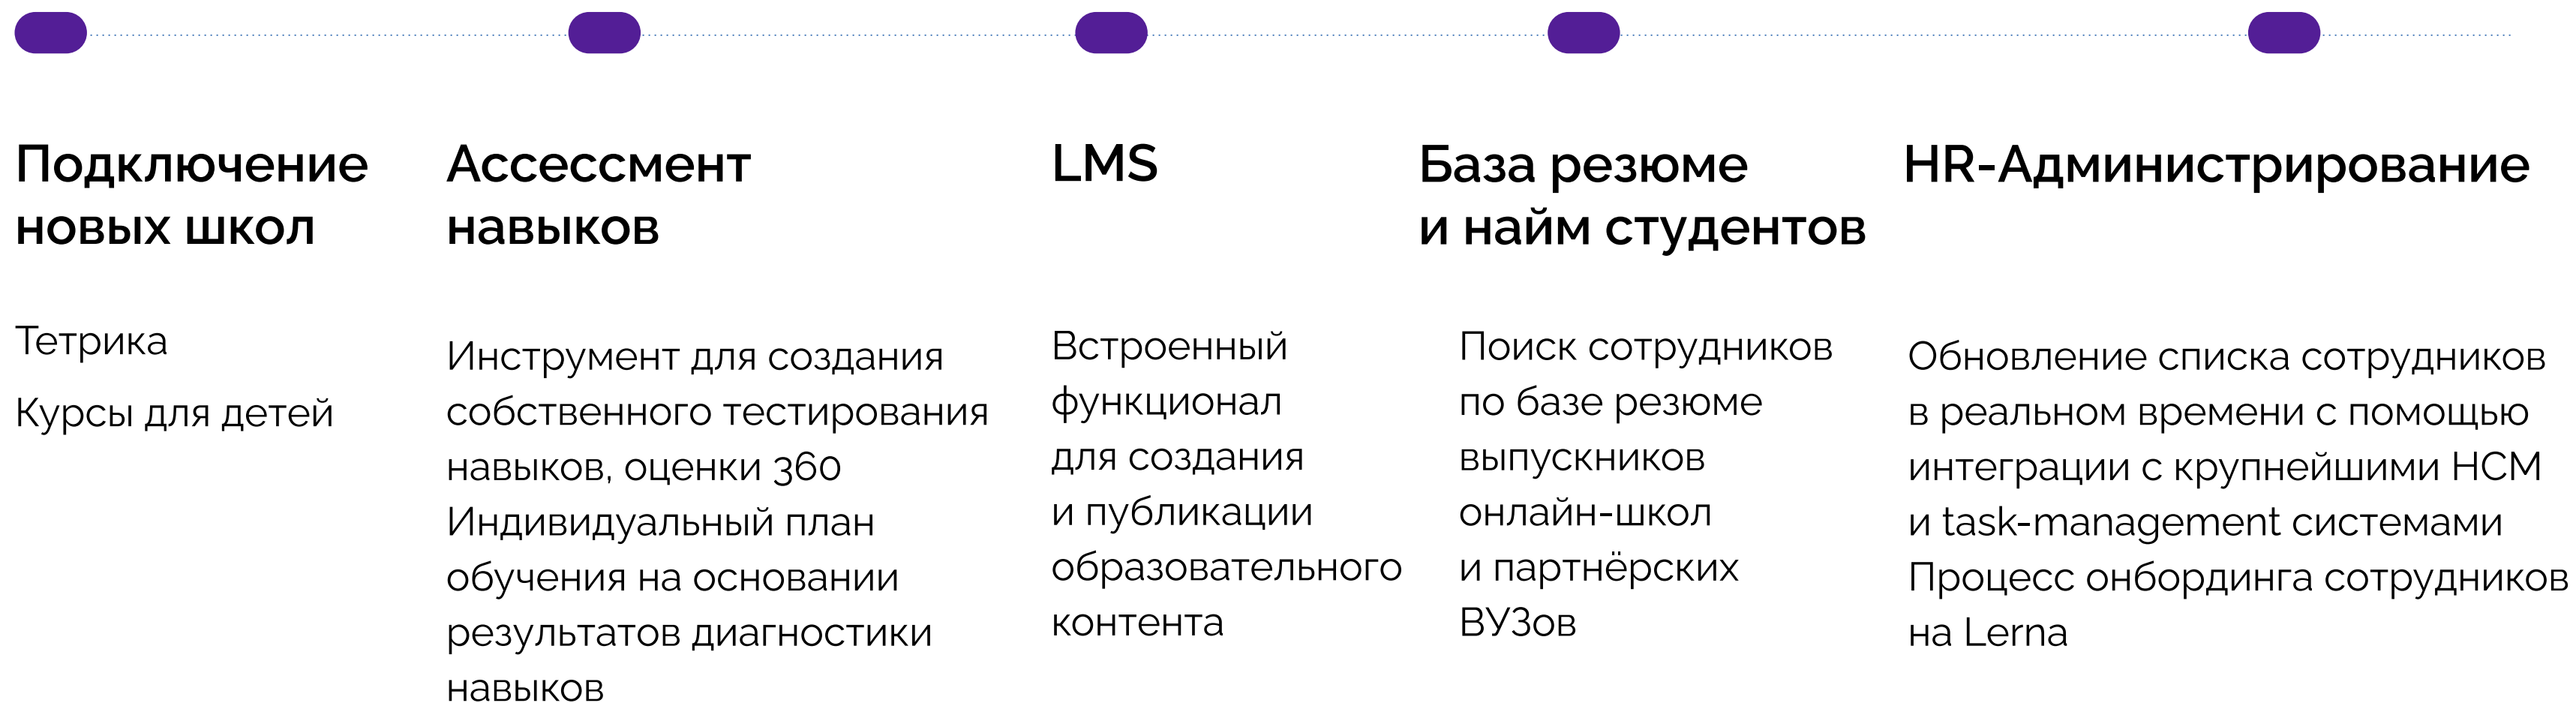 Подключение
новых школ
Тетрика
Курсы для детей
Ассессмент
навыков
Инструмент для создания
собственного тестирования
навыков, оценки 360
Индивидуальный план
обучения на основании
результатов диагностики
навыков
LMS
Встроенный
функционал
для создания
и публикации
образовательного
контента
База резюме
и найм студентов
Поиск сотрудников
по базе резюме
выпускников
онлайн-школ
и партнёрских
ВУЗов
HR-Администрирование
Обновление списка сотрудников
в реальном времени с помощью
интеграции с крупнейшими HCM
и task-management системами
Процесс онбординга сотрудников
на Lerna